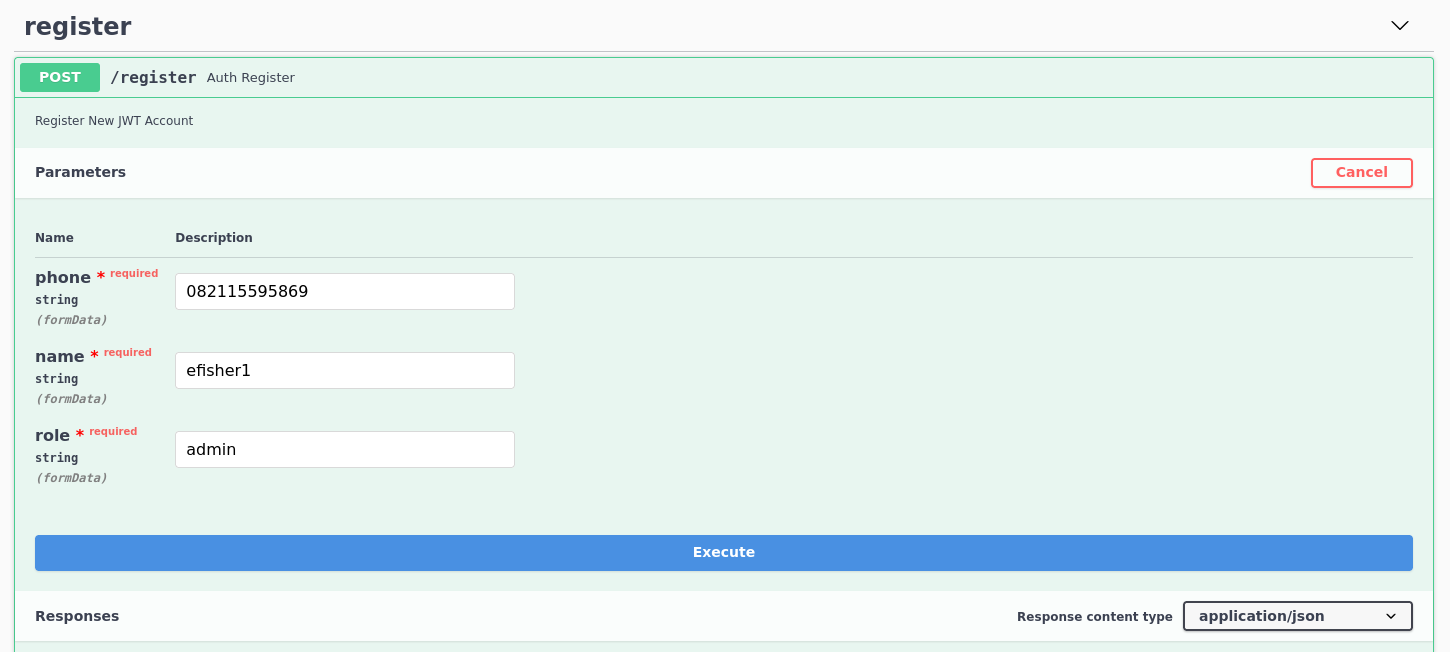 register
POST /register Auth Register
Register New JWT Account
Parameters Cancel
Name Description
phone * required
string
(formData)
082115595869
name * required
string
(formData)
efisher1
role * required
string
(formData)
admin
Execute
Responses Response content type application/json